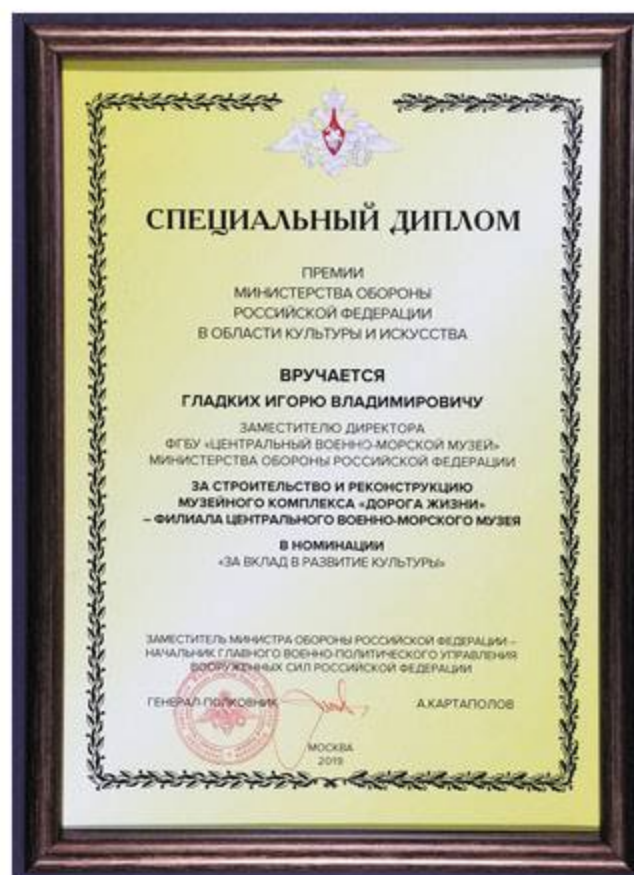 СПЕЦИАЛЬНЫЙ ДИПЛОМ
ПРЕМИИ
МИНИСТЕРСТВА ОБОРОНЫ
РОССИЙСКОЙ ФЕДЕРАЦИИ
В ОБЛАСТИ КУЛЬТУРЫ И ИСКУССТВА
ВРУЧАЕТСЯ
ГЛАДКИХ ИГОРЮ ВЛАДИМИРОВИЧУ
ЗАМЕСТИТЕЛЮ ДИРЕКТОРА
ФГБУ «ЦЕНТРАЛЬНЫЙ ВОЕННО-МОРСКОЙ МУЗЕЙ»
МИНИСТЕРСТВА ОБОРОНЫ РОССИЙСКОЙ ФЕДЕРАЦИИ
ЗА СТРОИТЕЛЬСТВО И РЕКОНСТРУКЦИЮ
МУЗЕЙНОГО КОМПЛЕКСА «ДОРОГА ЖИЗНИ»
– ФИЛИАЛА ЦЕНТРАЛЬНОГО ВОЕННО-МОРСКОГО МУЗЕЯ
В НОМИНАЦИИ
«ЗА ВКЛАД В РАЗВИТИЕ КУЛЬТУРЫ»
ЗАМЕСТИТЕЛЬ МИНИСТРА ОБОРОНЫ РОССИЙСКОЙ ФЕДЕРАЦИИ –
НАЧАЛЬНИК ГЛАВНОГО ВОЕННО-ПОЛИТИЧЕСКОГО УПРАВЛЕНИЯ
ВООРУЖЕННЫХ СИЛ РОССИЙСКОЙ ФЕДЕРАЦИИ
ГЕНЕРАЛ-ПОЛКОВНИК А.КАРТАПОЛОВ
МОСКВА
2019